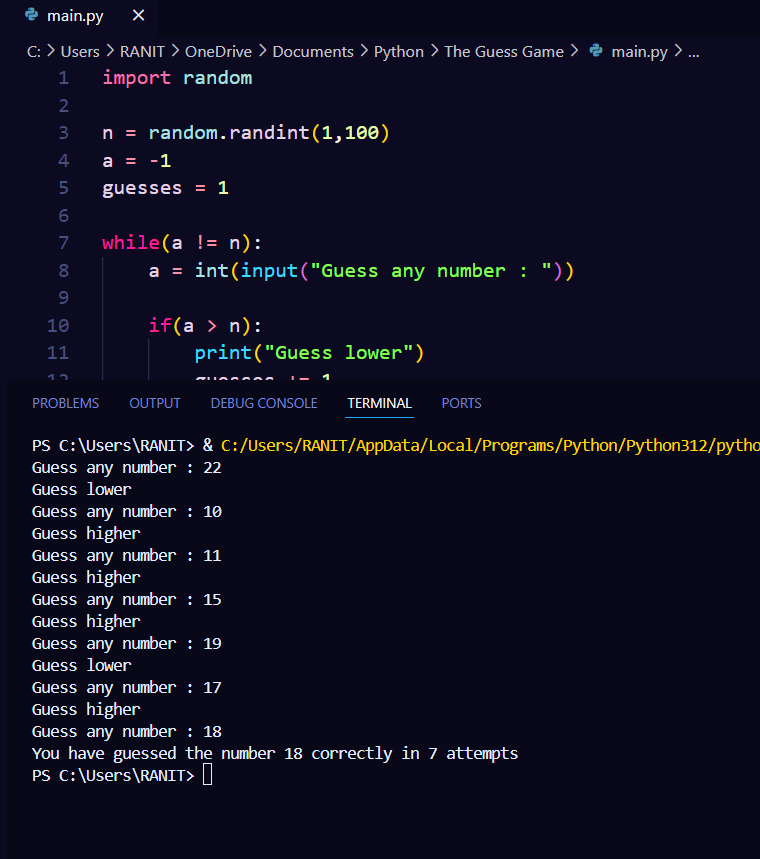 main.py
C: > Users > RANIT > OneDrive > Documents > Python > The Guess Game > main.py > ...
1 import random
2
3 n = random.randint(1,100)
4 a = -1
5 guesses = 1
6
7 while(a != n):
8 a = int(input("Guess any number : "))
9
10 if(a > n):
11 print("Guess lower")
12 guesses += 1
PROBLEMS OUTPUT DEBUG CONSOLE TERMINAL PORTS
PS C:\Users\RANIT> & C:/Users/RANIT/AppData/Local/Programs/Python/Python312/pytho
Guess any number : 22
Guess lower
Guess any number : 10
Guess higher
Guess any number : 11
Guess higher
Guess any number : 15
Guess higher
Guess any number : 19
Guess lower
Guess any number : 17
Guess higher
Guess any number : 18
You have guessed the number 18 correctly in 7 attempts
PS C:\Users\RANIT>